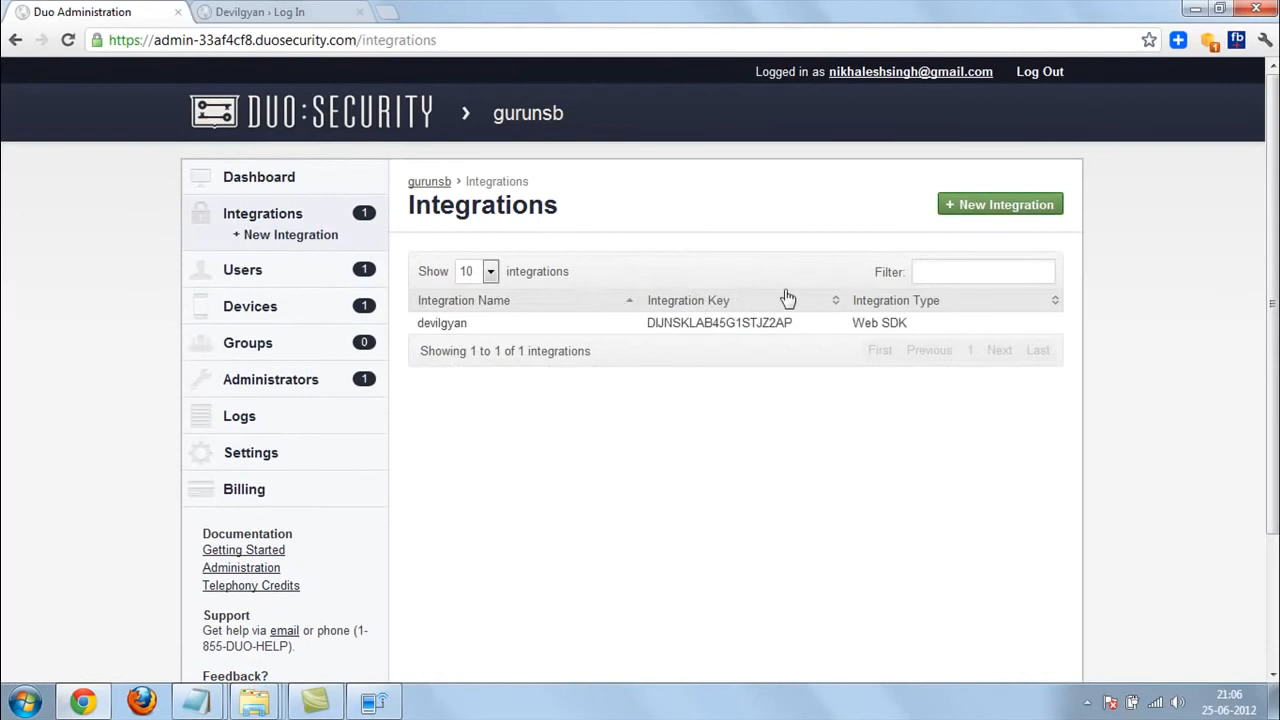 Duo Administration
Devilgyan › Log In
https://admin-33af4cf8.duosecurity.com/integrations
fb
Logged in as nikhaleshsingh@gmail.com Log Out
DUO:SECURITY › gurunsb
Dashboard
Integrations 1
+ New Integration
Users 1
Devices 1
Groups 0
Administrators 1
Logs
Settings
Billing
Documentation
Getting Started
Administration
Telephony Credits
Support
Get help via email or phone (1-
855-DUO-HELP).
Feedback?
gurunsb › Integrations
Integrations
+ New Integration
Show 10 integrations Filter:
Integration Name Integration Key Integration Type
devilgyan DIJNSKLAB45G1STJZ2AP Web SDK
Showing 1 to 1 of 1 integrations First Previous 1 Next Last
21:06
25-06-2012